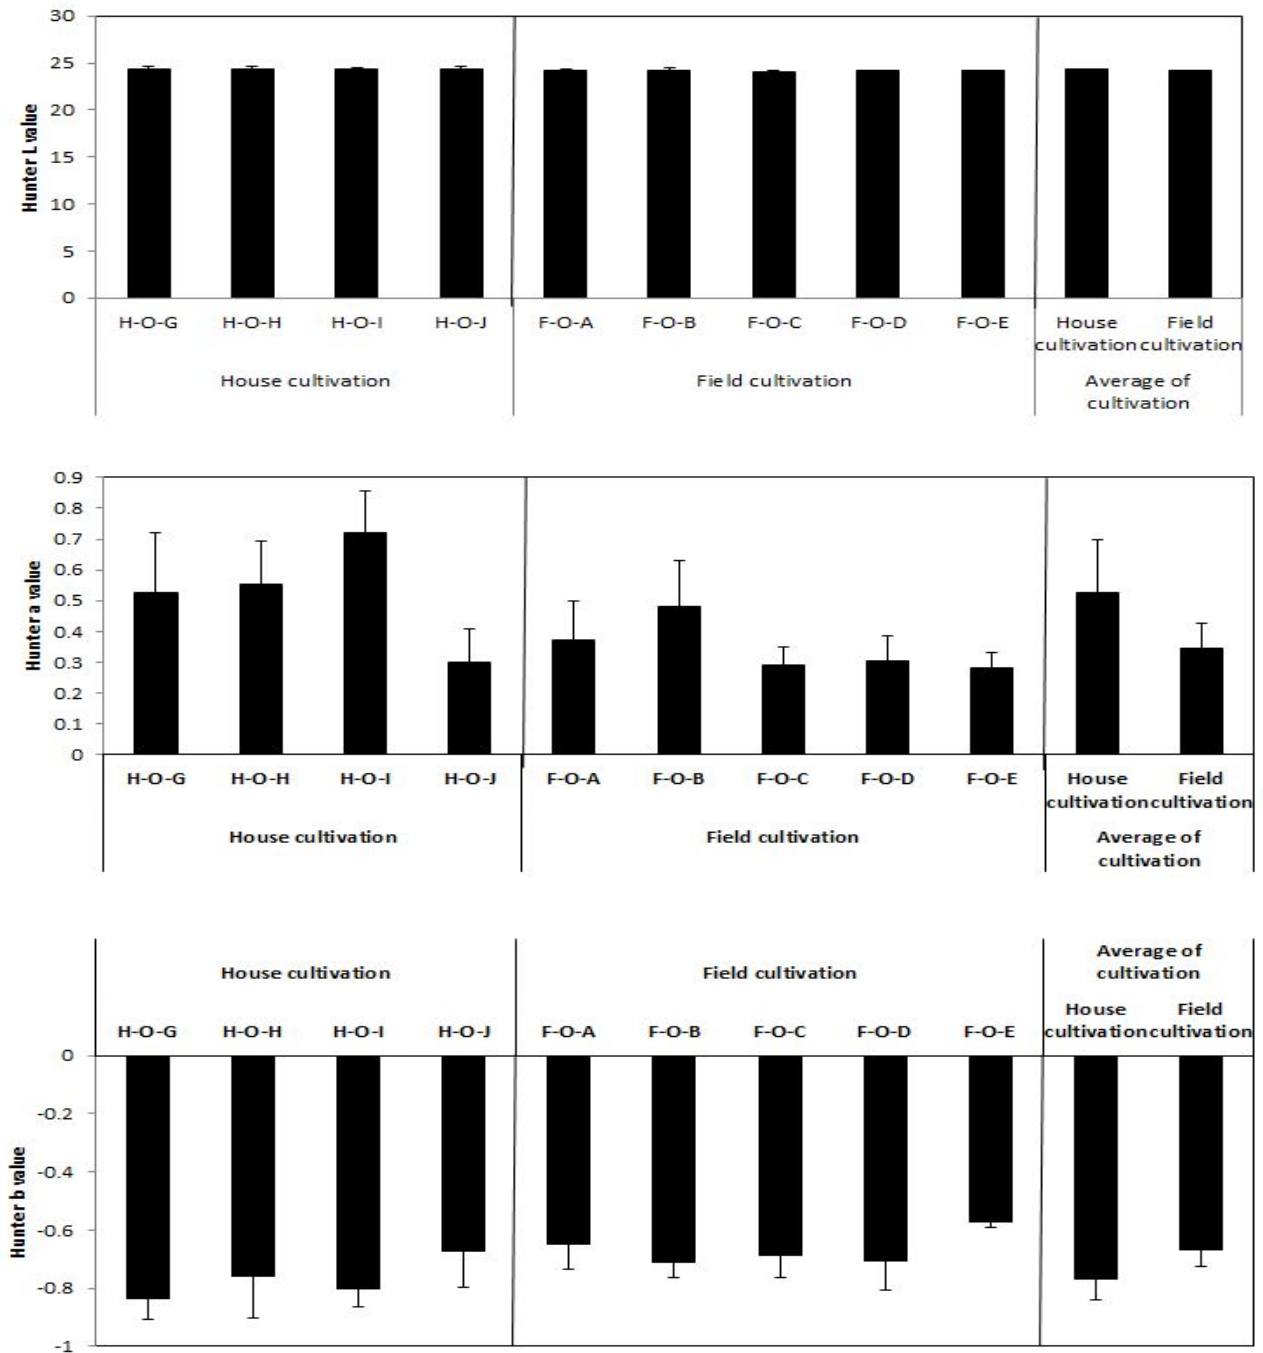 30
25
20
15
10
5
0
Hunter L value
H-O-G H-O-H H-O-I H-O-J F-O-A F-O-B F-O-C F-O-D F-O-E House Field
cultivation cultivation
House cultivation Field cultivation Average of
cultivation
0.9
0.8
0.7
0.6
0.5
0.4
0.3
0.2
0.1
0
Hunter a value
H-O-G H-O-H H-O-I H-O-J F-O-A F-O-B F-O-C F-O-D F-O-E House Field
cultivation cultivation
House cultivation Field cultivation Average of
cultivation
Average of
House cultivation Field cultivation cultivation
House Field
H-O-G H-O-H H-O-I H-O-J F-O-A F-O-B F-O-C F-O-D F-O-E cultivation cultivation
0
-0.2
-0.4
-0.6
-0.8
-1
Hunter b value